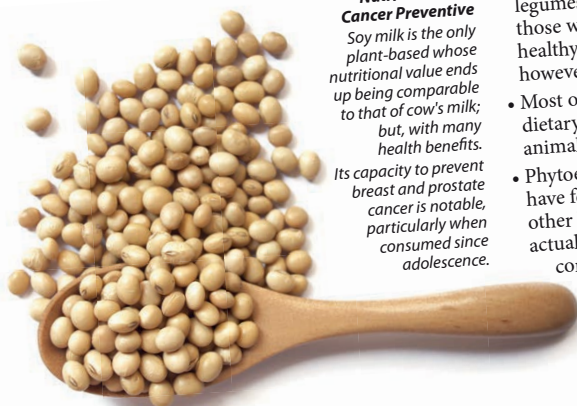 Cancer Preventive
Soy milk is the only
plant-based whose
nutritional value ends
up being comparable
to that of cow's milk;
but, with many
health benefits.
Its capacity to prevent
breast and prostate
cancer is notable,
particularly when
consumed since
adolescence.
legume
those w
healthy
howeve
• Most o
dietary
animal
• Phytoe
have f
other
actual
con